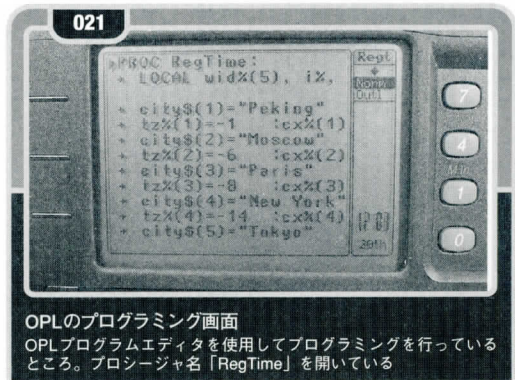 021
PROC RegTime:
LOCAL wid%(5), i%,
city$(1)="Peking"
tz%(1)=-1 :cx%(1)
city$(2)="Moscow"
tz%(2)=-6 :cx%(2)
city$(3)="Paris"
tz%(3)=-8 :cx%(3)
city$(4)="New York"
tz%(4)=-14 :cx%(4)
city$(5)="Tokyo"
Regt
Norm
Outl
7
4
Min
1
0
OPLのプログラミング画面
OPLプログラムエディタを使用してプログラミングを行っている
ところ。プロシージャ名「RegTime」を開いている